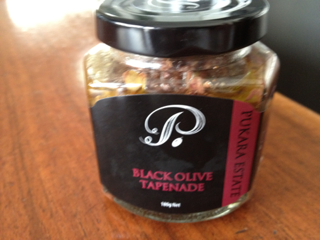 P.
BLACK OLIVE
TAPENADE
PUKARA ESTATE